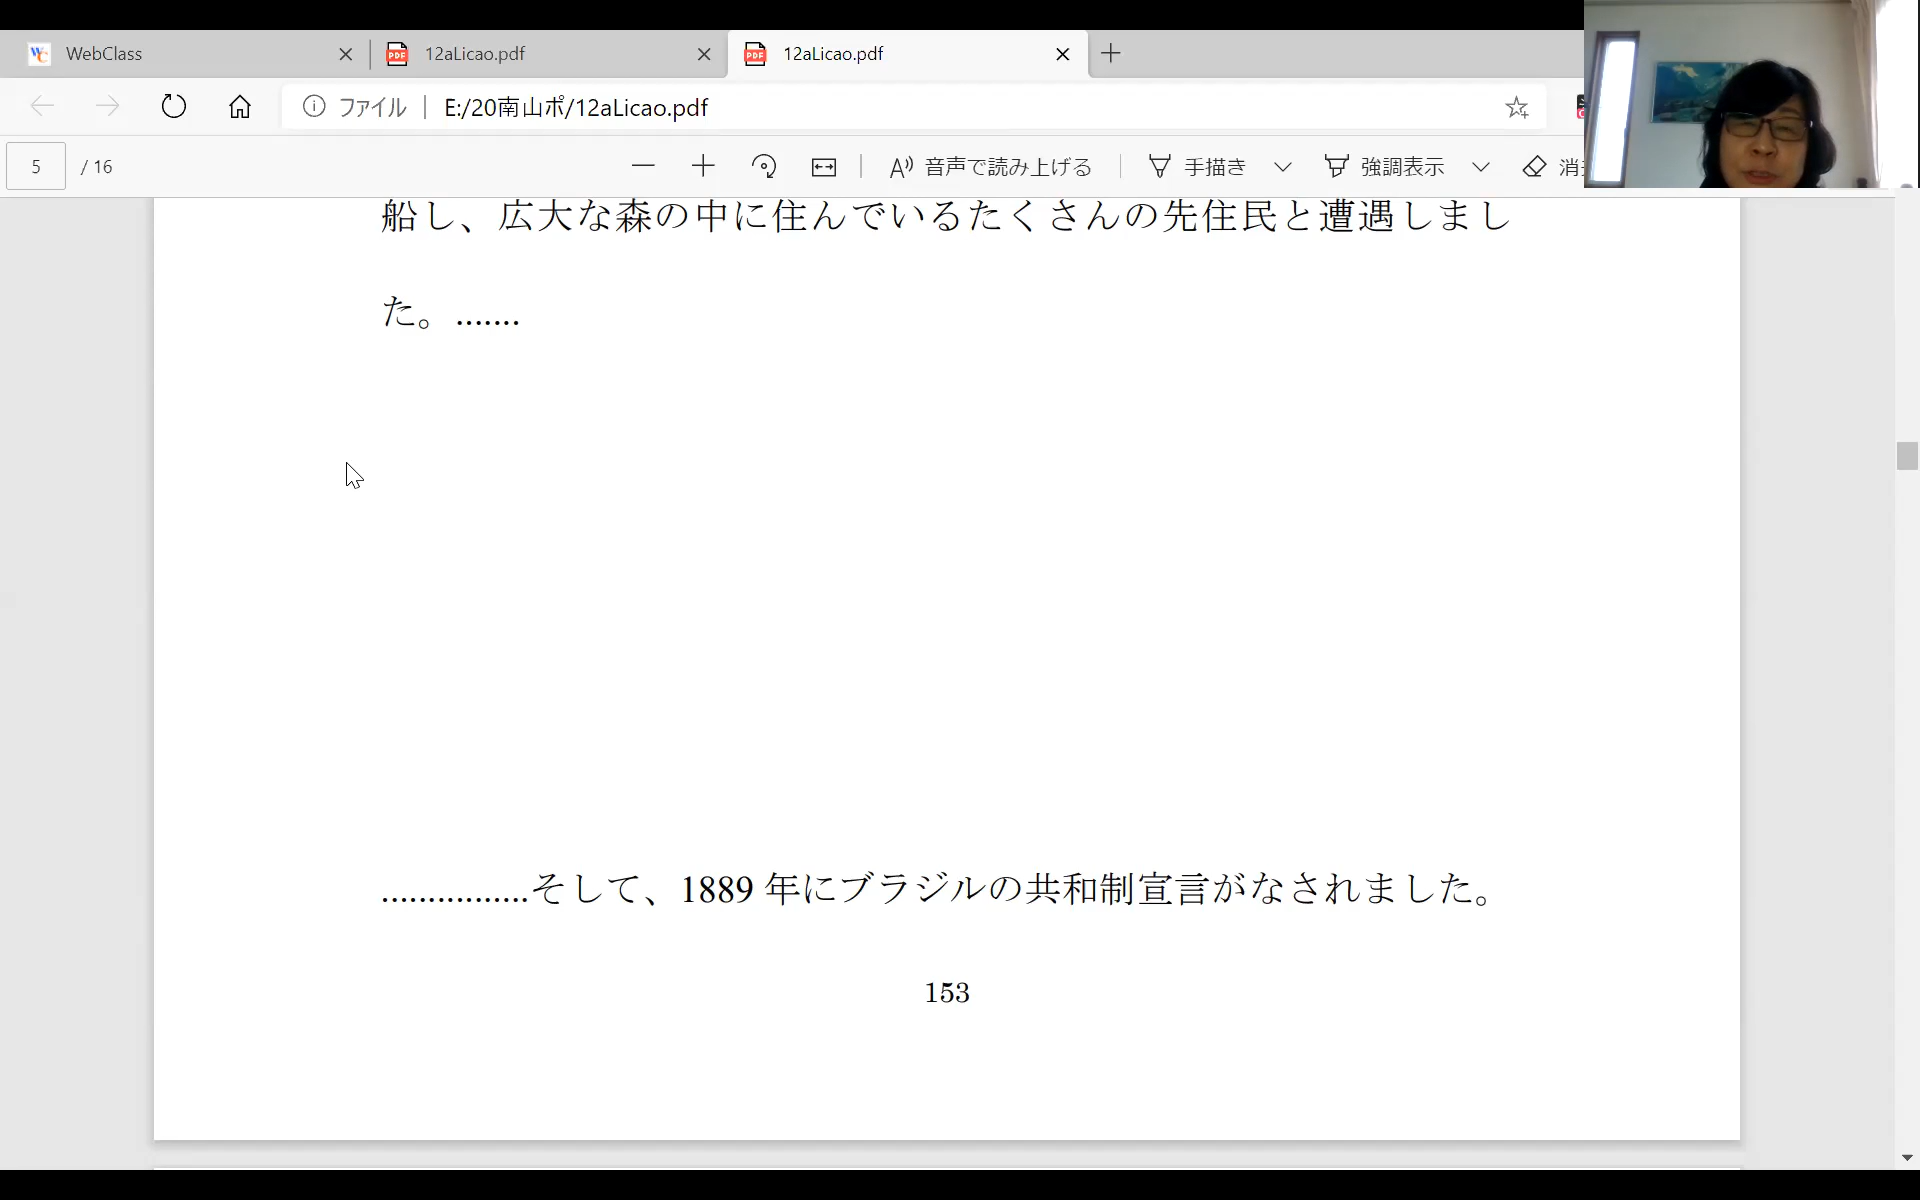 WebClass
12aLicao.pdf
12aLicao.pdf
ファイル
E:/20南山ポ/12aLicao.pdf
5 / 16
音声で読み上げる
手描き
強調表示
船し、広大な森の中に住んでいるたくさんの先住民と遭遇しまし
た。.......
................そして、1889 年にブラジルの共和制宣言がなされました。
153